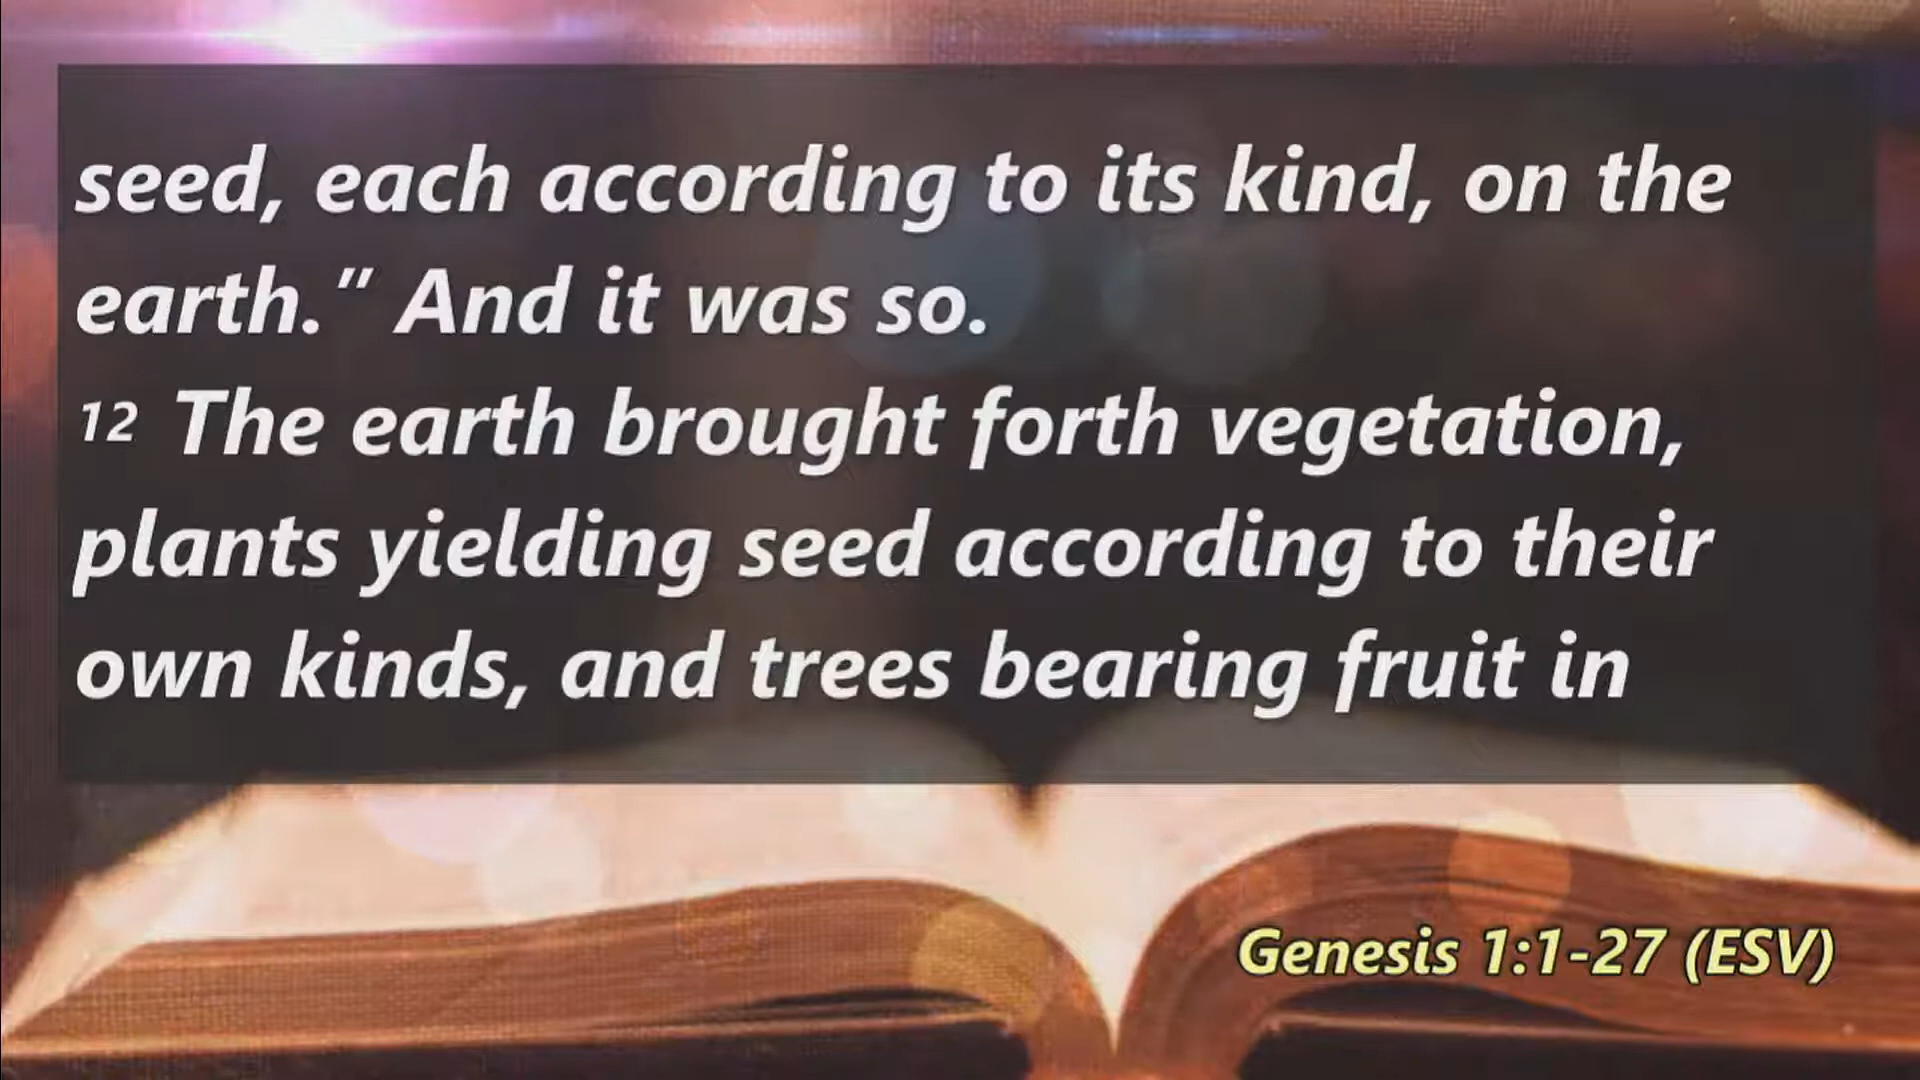 seed, each according to its kind, on the
earth.” And it was so.
12 The earth brought forth vegetation,
plants yielding seed according to their
own kinds, and trees bearing fruit in
Genesis 1:1-27 (ESV)